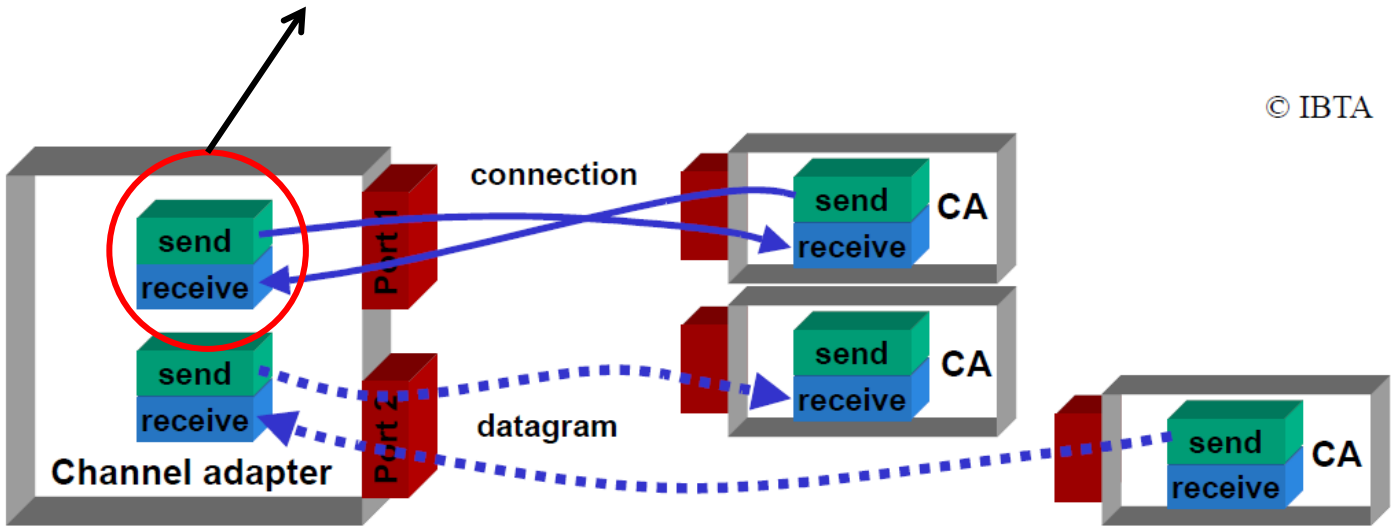 © IBTA
connection
send
receive
Port 1
send
receive
CA
send
receive
Port 2
Channel adapter
datagram
send
receive
CA
send
receive
CA